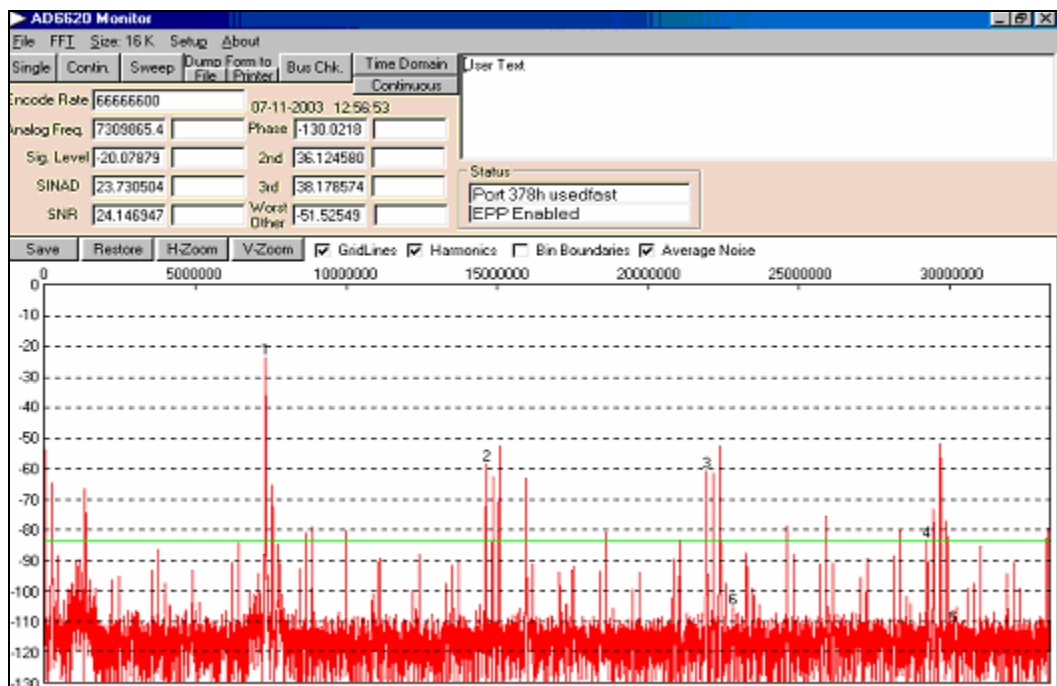 AD6620 Monitor
File FFT Size: 16 K Setup About
Single Contin. Sweep Dump File Form to Printer Bus Chk. Time Domain Continuous
User Text
Encode Rate 66666600
07-11-2003 12:56:53
Analog Freq. 7309865.4 Phase -130.0218
Sig. Level -20.07879 2nd 36.124580
SINAD 23.730504 3rd 38.178574
SNR 24.146947 Worst Other -51.52549
Status
Port 378h usedfast
EPP Enabled
Save Restore H-Zoom V-Zoom GridLines Harmonics Bin Boundaries Average Noise
0 5000000 10000000 15000000 20000000 25000000 30000000
0
-10
-20
1
-30
-40
-50
2
3
-60
-70
-80
4
-90
-100
6
5
-110
-120
-130